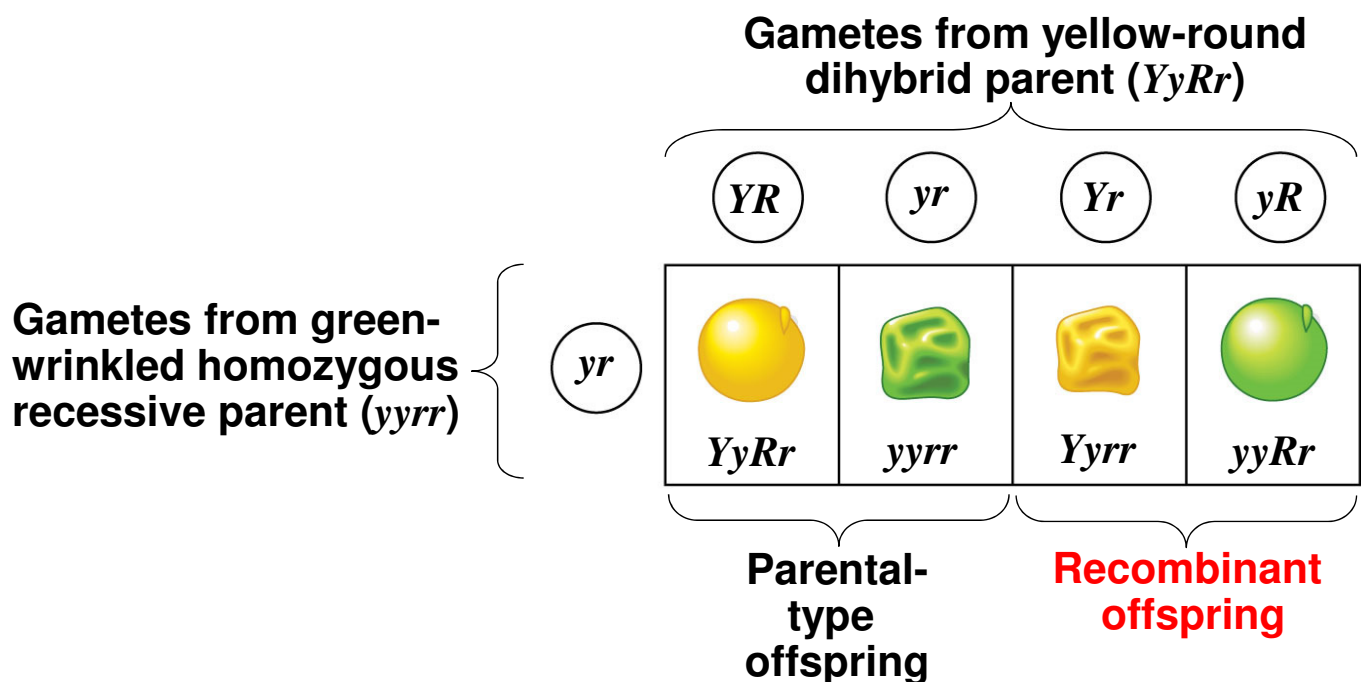 Gametes from yellow-round
dihybrid parent (YyRr)
YR
yr
Yr
yR
Gametes from green-
wrinkled homozygous
recessive parent (yyrr)
yr
YyRr
yyrr
Yyrr
yyRr
Parental-
type
offspring
Recombinant
offspring